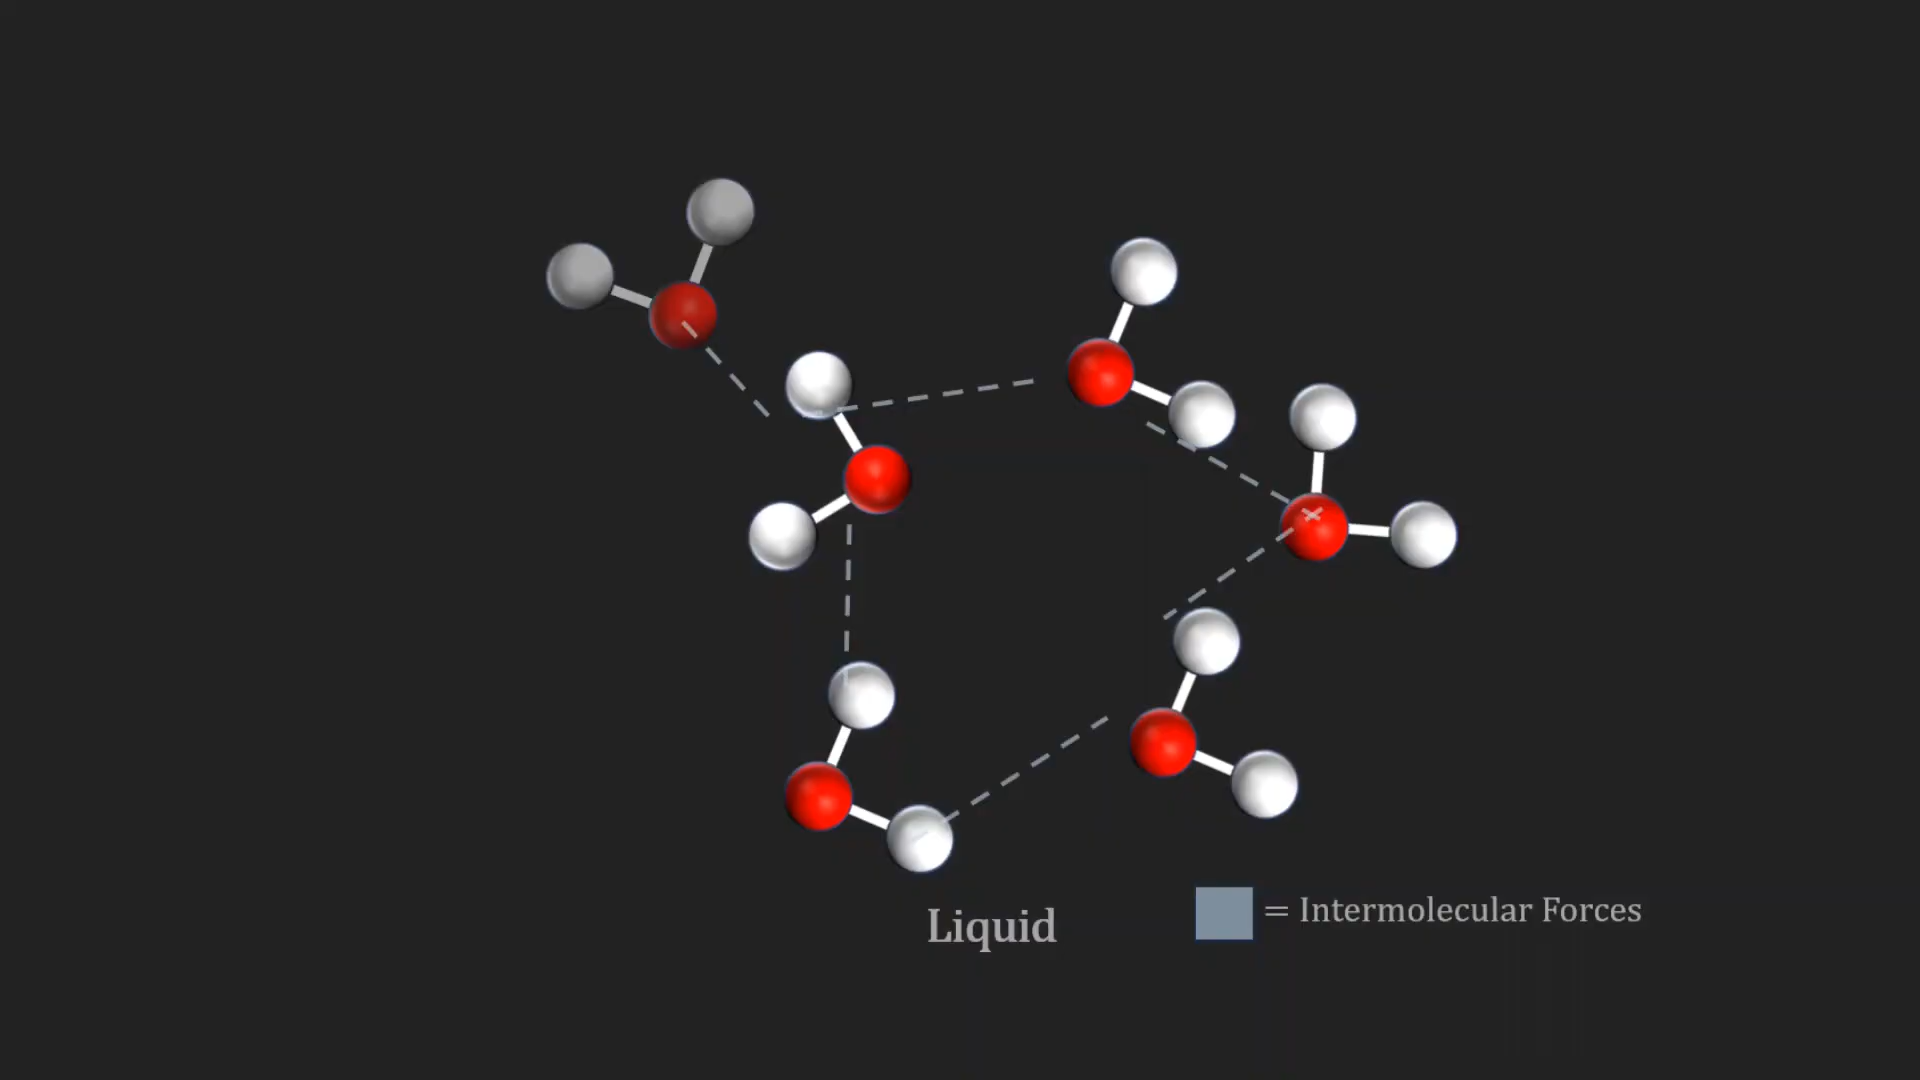 Liquid
= Intermolecular Forces